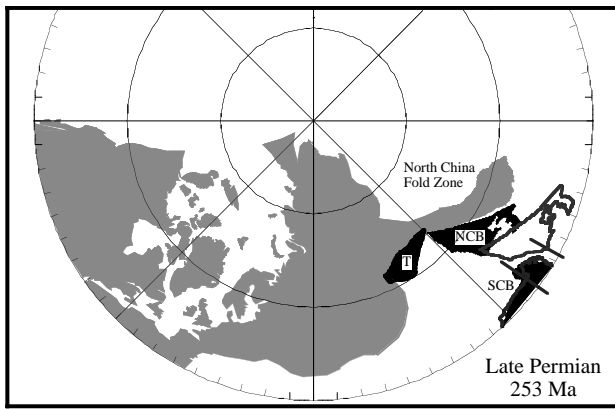 North China
Fold Zone
NCB
T
SCB
Late Permian
253 Ma